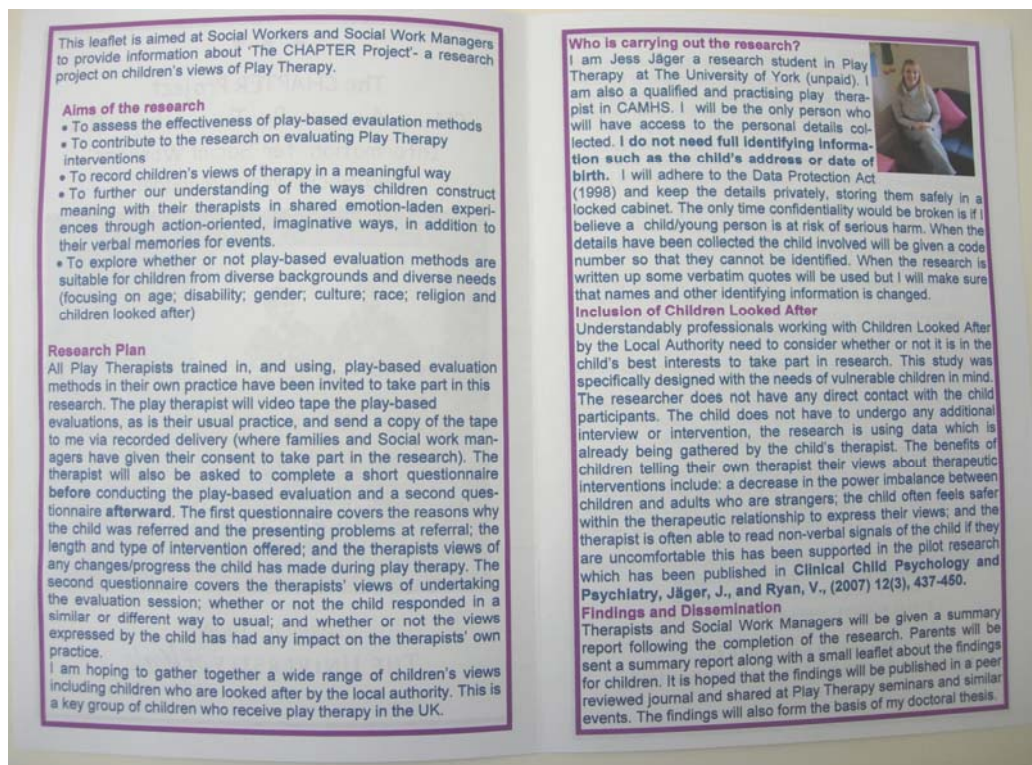 This leaflet is aimed at Social Workers and Social Work Managers
to provide information about 'The CHAPTER Project'- a research
project on children's views of Play Therapy.
Aims of the research
• To assess the effectiveness of play-based evaulation methods
• To contribute to the research on evaluating Play Therapy
interventions
• To record children's views of therapy in a meaningful way
• To further our understanding of the ways children construct
meaning with their therapists in shared emotion-laden experi-
ences through action-oriented, imaginative ways, in addition to
their verbal memories for events.
• To explore whether or not play-based evaluation methods are
suitable for children from diverse backgrounds and diverse needs
(focusing on age; disability; gender; culture; race; religion and
children looked after)
Research Plan
All Play Therapists trained in, and using, play-based evaluation
methods in their own practice have been invited to take part in this
research. The play therapist will video tape the play-based
evaluations, as is their usual practice, and send a copy of the tape
to me via recorded delivery (where families and Social work man-
agers have given their consent to take part in the research). The
therapist will also be asked to complete a short questionnaire
before conducting the play-based evaluation and a second ques-
tionnaire afterward. The first questionnaire covers the reasons why
the child was referred and the presenting problems at referral; the
length and type of intervention offered; and the therapists views of
any changes/progress the child has made during play therapy. The
second questionnaire covers the therapists' views of undertaking
the evaluation session; whether or not the child responded in a
similar or different way to usual; and whether or not the views
expressed by the child has had any impact on the therapists' own
practice.
I am hoping to gather together a wide range of children's views
including children who are looked after by the local authority. This is
a key group of children who receive play therapy in the UK.
Who is carrying out the research?
I am Jess Jäger a research student in Play
Therapy at The University of York (unpaid). I
am also a qualified and practising play thera-
pist in CAMHS. I will be the only person who
will have access to the personal details col-
lected. I do not need full identifying informa-
tion such as the child's address or date of
birth. I will adhere to the Data Protection Act
(1998) and keep the details privately, storing them safely in a
locked cabinet. The only time confidentiality would be broken is if I
believe a child/young person is at risk of serious harm. When the
details have been collected the child involved will be given a code
number so that they cannot be identified. When the research is
written up some verbatim quotes will be used but I will make sure
that names and other identifying information is changed.
Inclusion of Children Looked After
Understandably professionals working with Children Looked After
by the Local Authority need to consider whether or not it is in the
child's best interests to take part in research. This study was
specifically designed with the needs of vulnerable children in mind.
The researcher does not have any direct contact with the child
participants. The child does not have to undergo any additional
interview or intervention, the research is using data which is
already being gathered by the child's therapist. The benefits of
children telling their own therapist their views about therapeutic
interventions include: a decrease in the power imbalance between
children and adults who are strangers; the child often feels safer
within the therapeutic relationship to express their views; and the
therapist is often able to read non-verbal signals of the child if they
are uncomfortable this has been supported in the pilot research
which has been published in Clinical Child Psychology and
Psychiatry, Jäger, J., and Ryan, V., (2007) 12(3), 437-450.
Findings and Dissemination
Therapists and Social Work Managers will be given a summary
report following the completion of the research. Parents will be
sent a summary report along with a small leaflet about the findings
for children. It is hoped that the findings will be published in a peer
reviewed journal and shared at Play Therapy seminars and similar
events. The findings will also form the basis of my doctoral thesis.